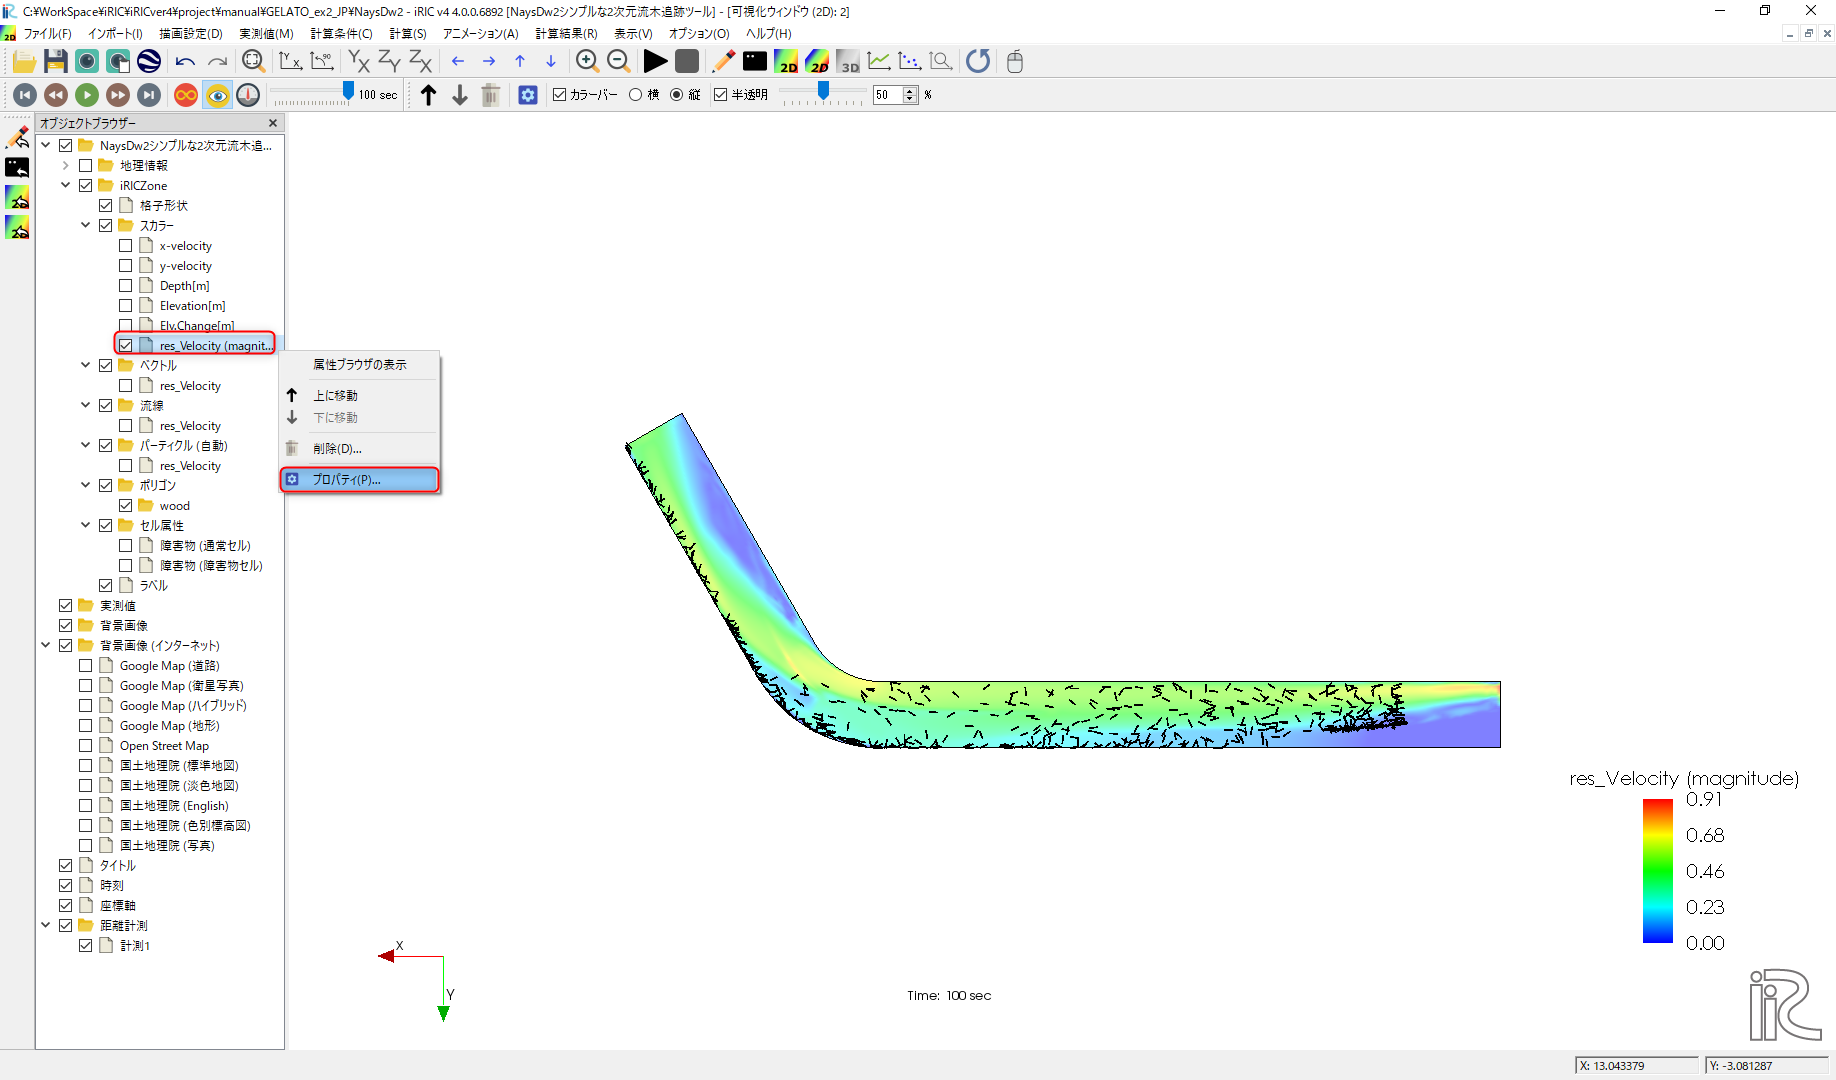 C:¥WorkSpace¥iRIC¥iRICver4¥project¥manual¥GELATO_ex2_JP¥NaysDw2 - iRIC v4 4.0.0.6892 [NaysDw2シンプルな2次元流木追跡ツール] - [可視化ウィンドウ (2D): 2]
ファイル(F) インポート(I) 描画設定(D) 実測値(M) 計算条件(C) 計算(S) アニメーション(A) 計算結果(R) 表示(V) オプション(O) ヘルプ(H)
100 sec カラーバー 横 縦 半透明 50 %
オブジェクトブラウザー
NaysDw2シンプルな2次元流木追...
地理情報
iRICZone
格子形状
スカラー
x-velocity
y-velocity
Depth[m]
Elevation[m]
Elv.Change[m]
res_Velocity (magnit...
ベクトル
res_Velocity
流線
res_Velocity
パーティクル (自動)
res_Velocity
ポリゴン
wood
セル属性
障害物 (通常セル)
障害物 (障害物セル)
ラベル
実測値
背景画像
背景画像 (インターネット)
Google Map (道路)
Google Map (衛星写真)
Google Map (ハイブリッド)
Google Map (地形)
Open Street Map
国土地理院 (標準地図)
国土地理院 (淡色地図)
国土地理院 (English)
国土地理院 (色別標高図)
国土地理院 (写真)
タイトル
時刻
座標軸
距離計測
計測1
属性ブラウザの表示
上に移動
下に移動
削除(D)...
プロパティ(P)...
res_Velocity (magnitude)
0.91
0.68
0.46
0.23
0.00
X
Y
Time: 100 sec
iRIC
X: 13.043379
Y: -3.081287